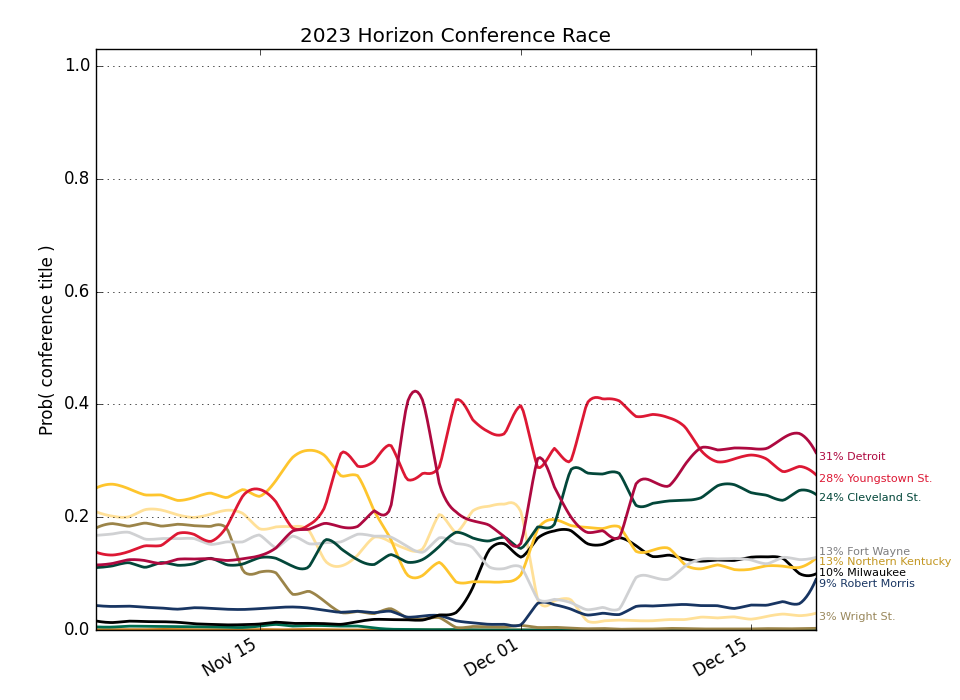 2023 Horizon Conference Race
1.0
0.8
0.6
0.4
0.2
0.0
Prob( conference title )
Nov 15
Dec 01
Dec 15
31% Detroit
28% Youngstown St.
24% Cleveland St.
13% Fort Wayne
13% Northern Kentucky
10% Milwaukee
9% Robert Morris
3% Wright St.